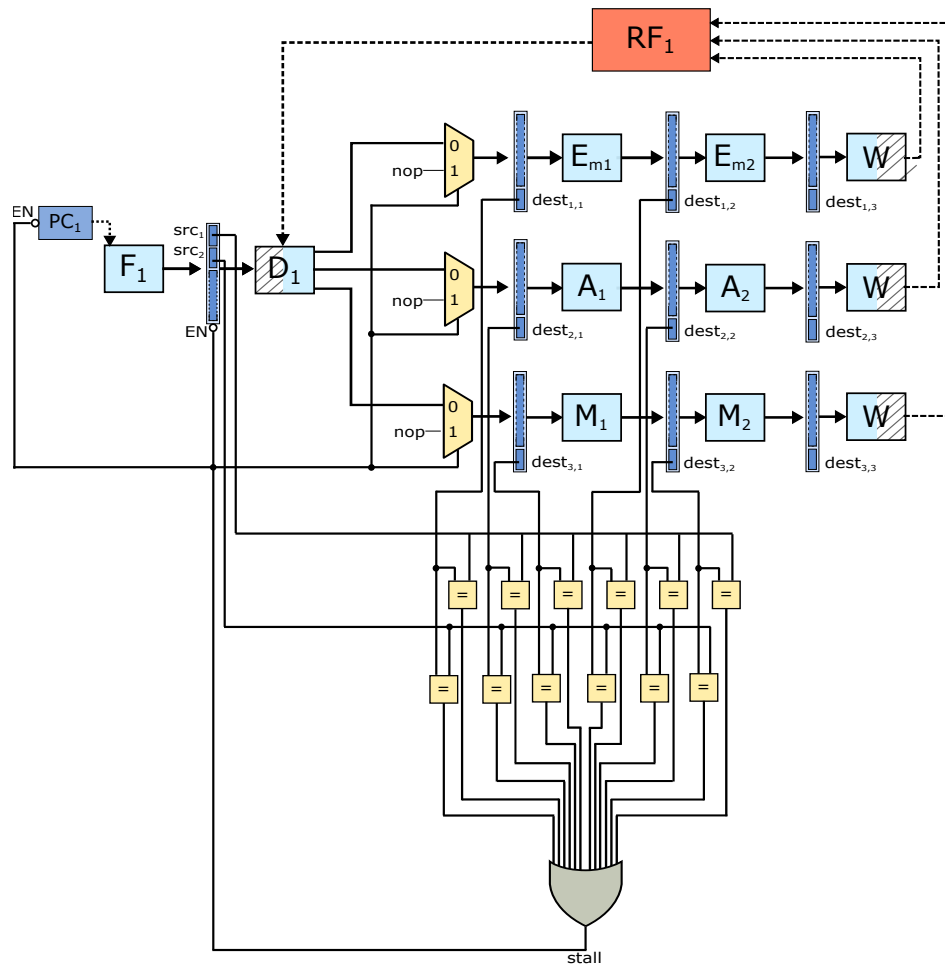 RF₁
0
1
nop
E_m1
E_m2
W
dest₁,₁
dest₁,₂
dest₁,₃
EN
PC₁
src₁
src₂
F₁
D₁
EN
0
1
nop
A₁
A₂
W
dest₂,₁
dest₂,₂
dest₂,₃
0
1
nop
M₁
M₂
W
dest₃,₁
dest₃,₂
dest₃,₃
= = = = = =
= = = = = =
stall